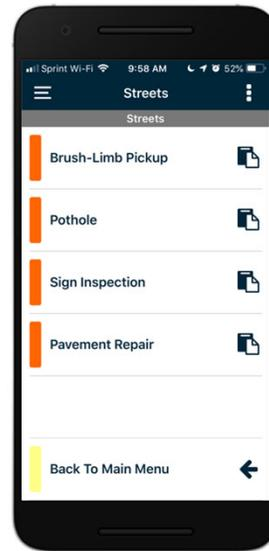 Sprint Wi-Fi 9:58 AM 52%
Streets
Streets
Brush-Limb Pickup
Pothole
Sign Inspection
Pavement Repair
Back To Main Menu